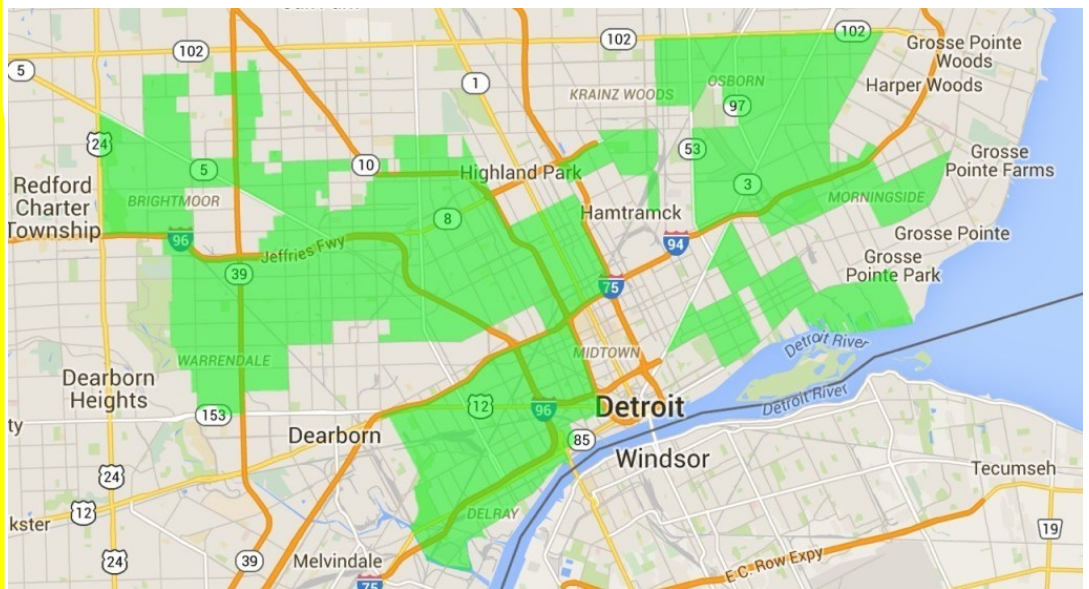 102
102
102
5
1
Grosse Pointe
Woods
OSBORN
KRAINZ WOODS
Harper Woods
97
24
53
10
5
Highland Park
3
Grosse
Pointe Farms
Redford
Charter
Township
BRIGHTMOOR
MORNINGSIDE
8
Hamtramck
96
94
Grosse Pointe
Jeffries Fwy
39
Grosse
Pointe Park
75
Detroit River
WARRENDALE
MIDTOWN
Dearborn
Heights
Detroit River
153
12
96
Detroit
ty
Dearborn
85
Windsor
Tecumseh
24
12
kster
DELRAY
19
24
39
Melvindale
75
E C Row Expy